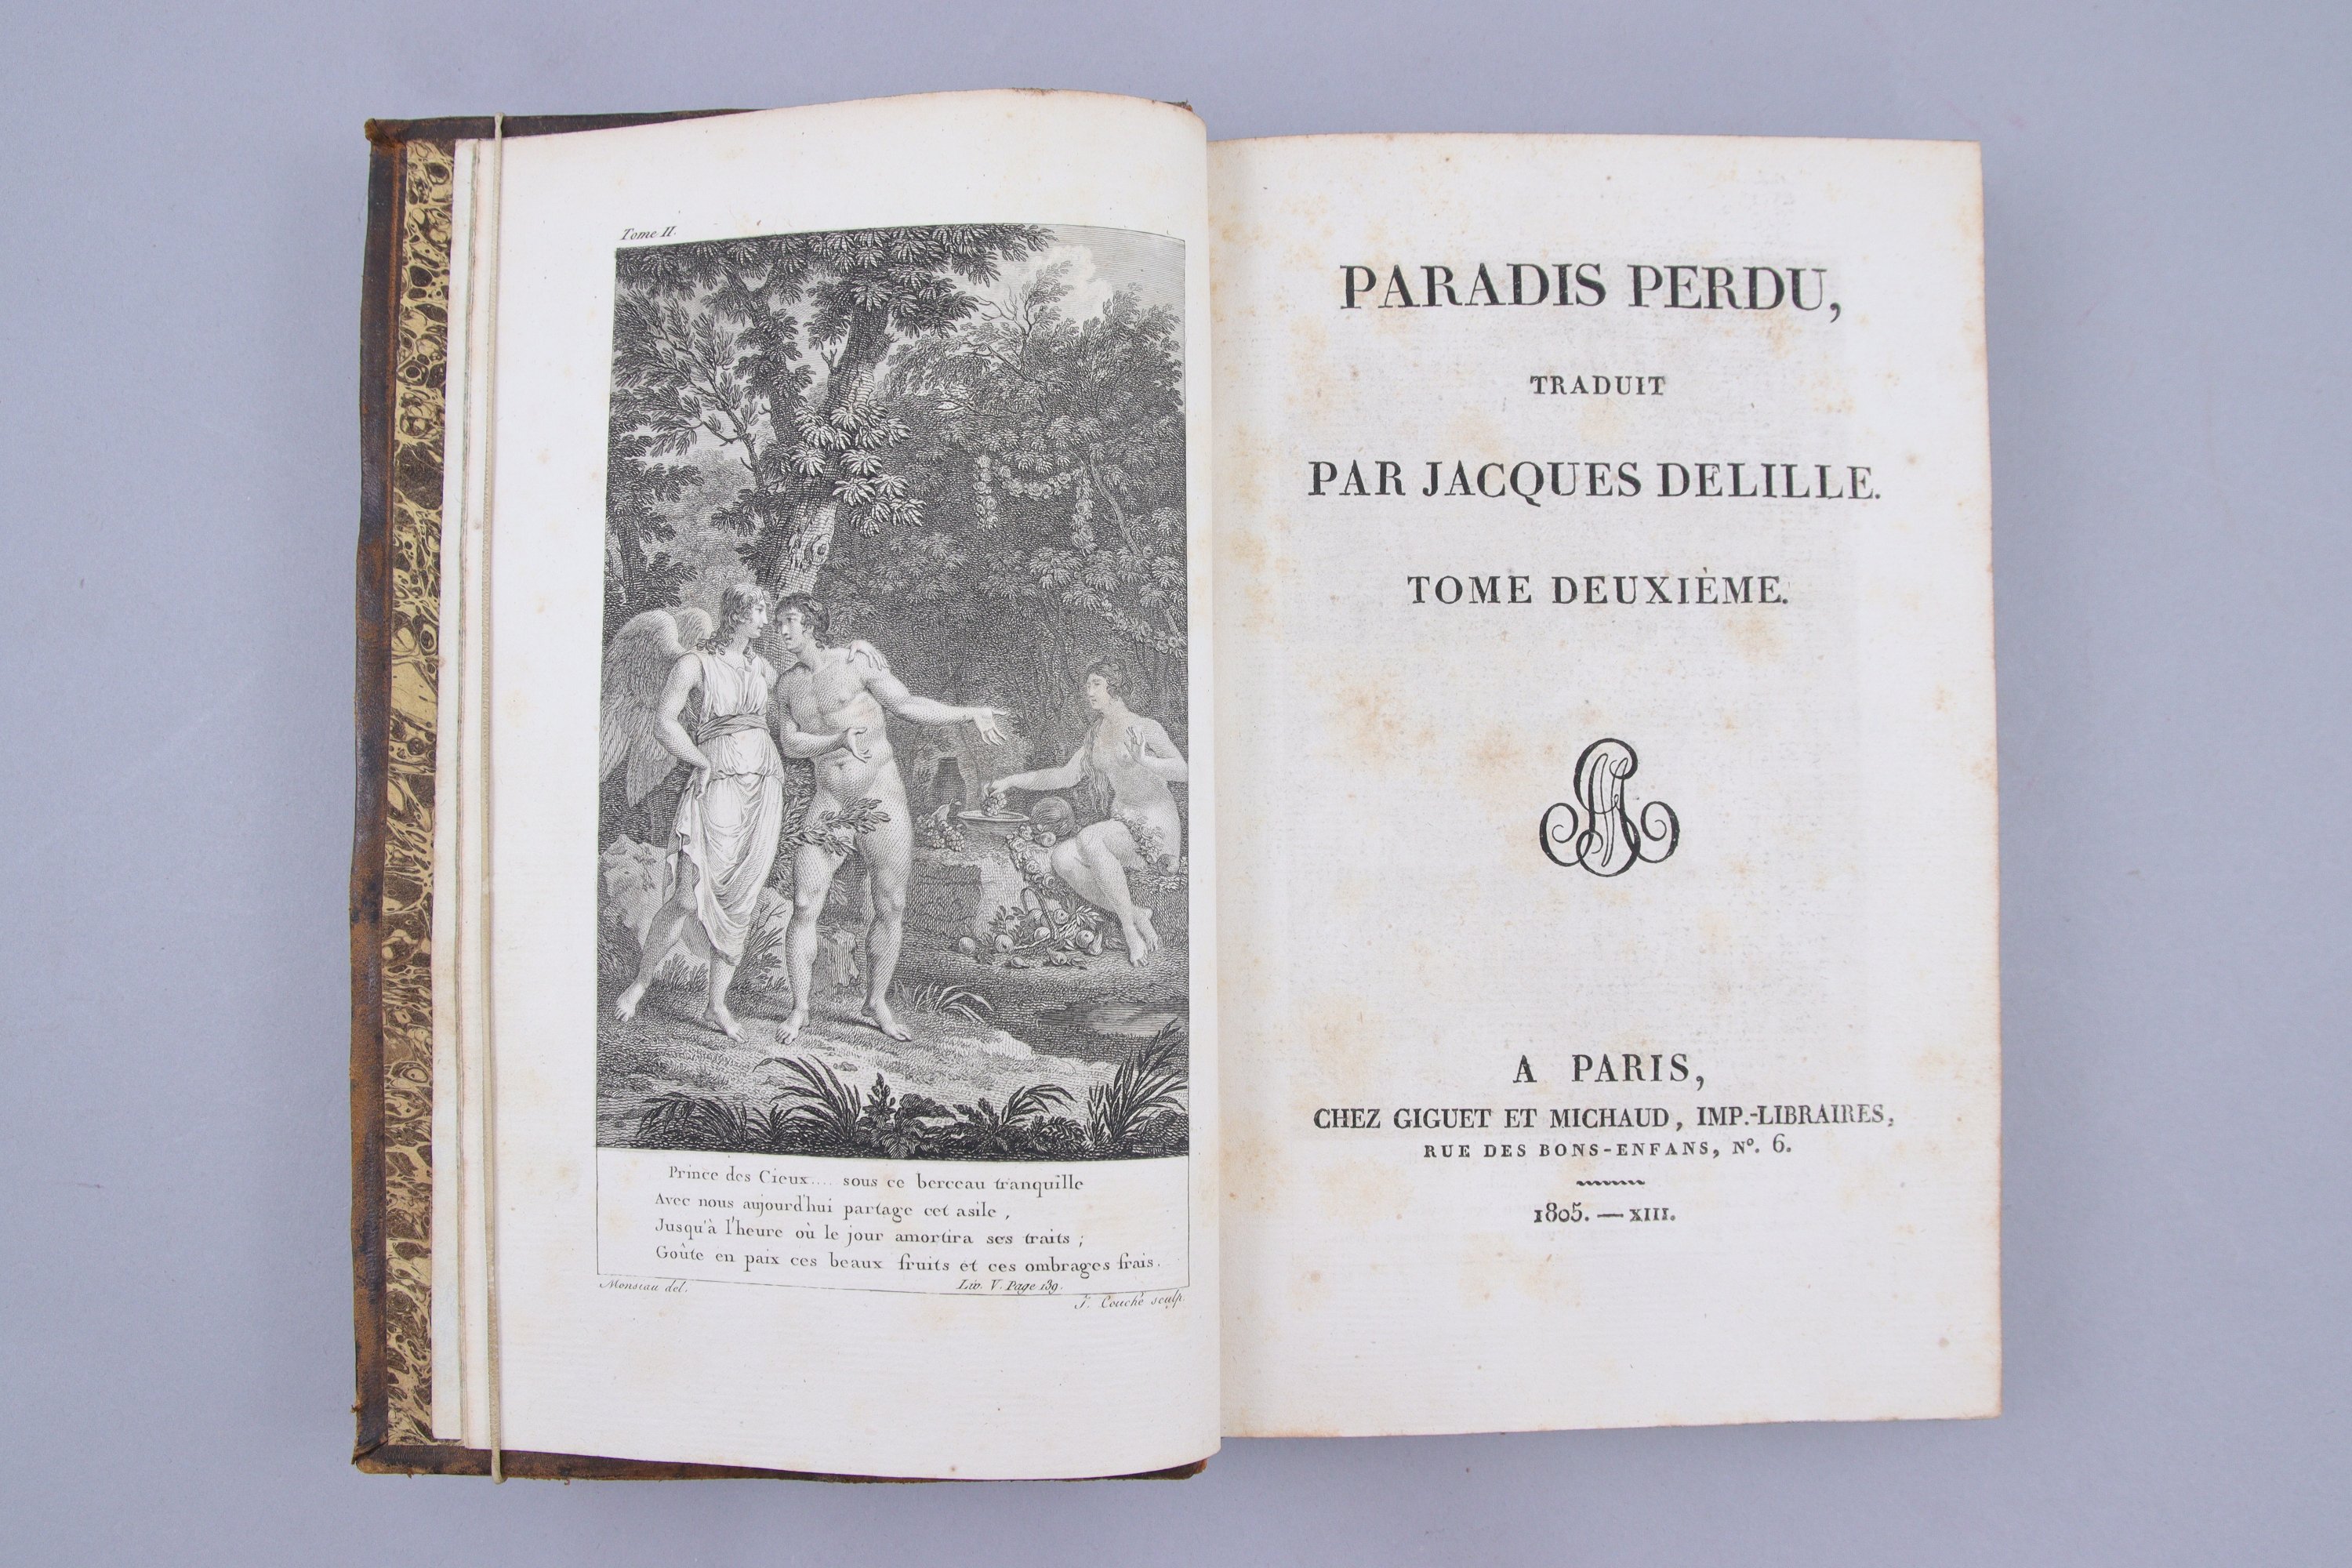 Tome II.
Prince des Cieux.... sous ce berceau tranquille
Avec nous aujourd'hui partage cet asile,
Jusqu'à l'heure où le jour amortira ses traits;
Goûte en paix ces beaux fruits et ces ombrages frais.
Monsiau del.
Liv. V. Page 139.
J. Couché sculp.
PARADIS PERDU,
TRADUIT
PAR JACQUES DELILLE.
TOME DEUXIÈME.
A PARIS,
CHEZ GIGUET ET MICHAUD, IMP.-LIBRAIRES,
RUE DES BONS-ENFANS, Nº. 6.
1805. — XIII.